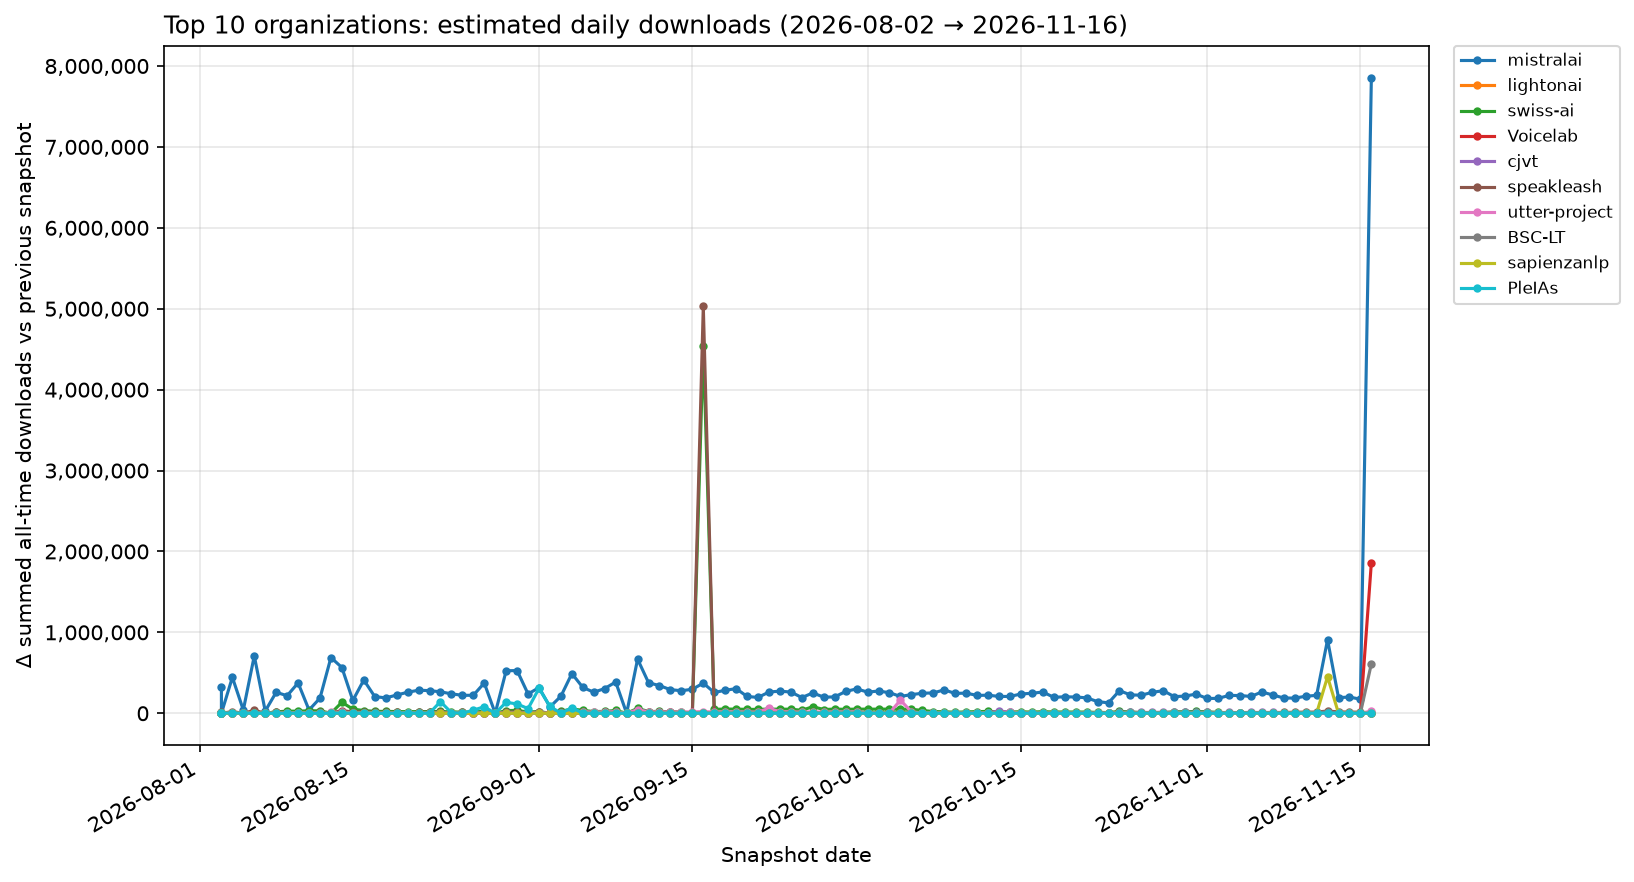 Top 10 organizations: estimated daily downloads (2026-08-02 → 2026-11-16)
Δ summed all-time downloads vs previous snapshot
8,000,000
7,000,000
6,000,000
5,000,000
4,000,000
3,000,000
2,000,000
1,000,000
0
2026-08-01
2026-08-15
2026-09-01
2026-09-15
2026-10-01
2026-10-15
2026-11-01
2026-11-15
Snapshot date
mistralai
lightonai
swiss-ai
Voicelab
cjvt
speakleash
utter-project
BSC-LT
sapienzanlp
PleIAs